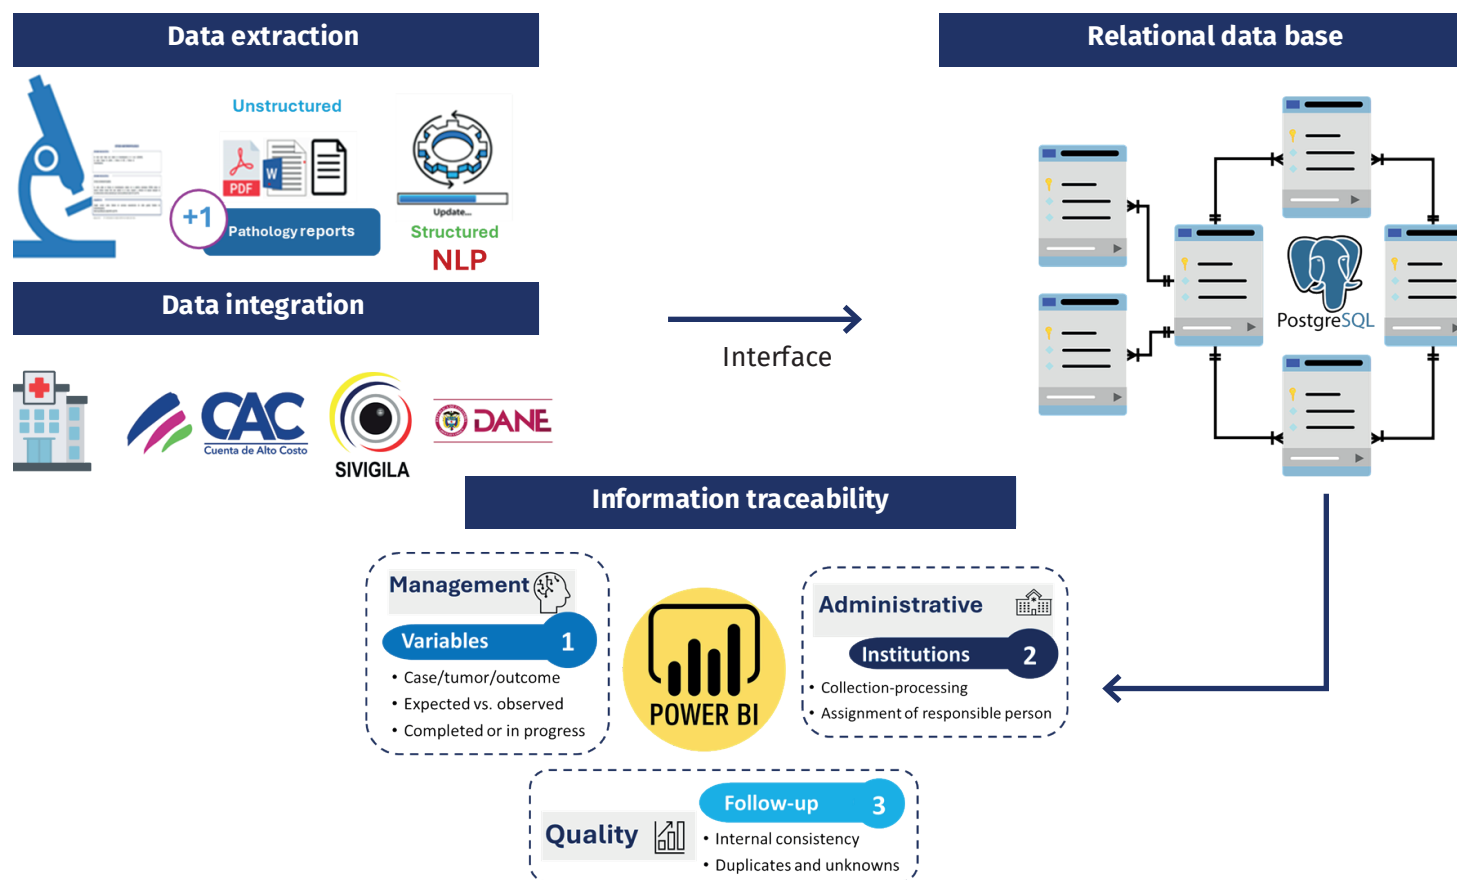 Data extraction
Unstructured
PDF
W
+1
Pathology reports
Update...
Structured
NLP
Data integration
CAC
Cuenta de Alto Costo
SIVIGILA
DANE
Interface
Relational data base
PostgreSQL
Information traceability
Management
Variables 1
• Case/tumor/outcome
• Expected vs. observed
• Completed or in progress
POWER BI
Administrative
Institutions 2
• Collection-processing
• Assignment of responsible person
Quality
Follow-up 3
• Internal consistency
• Duplicates and unknowns